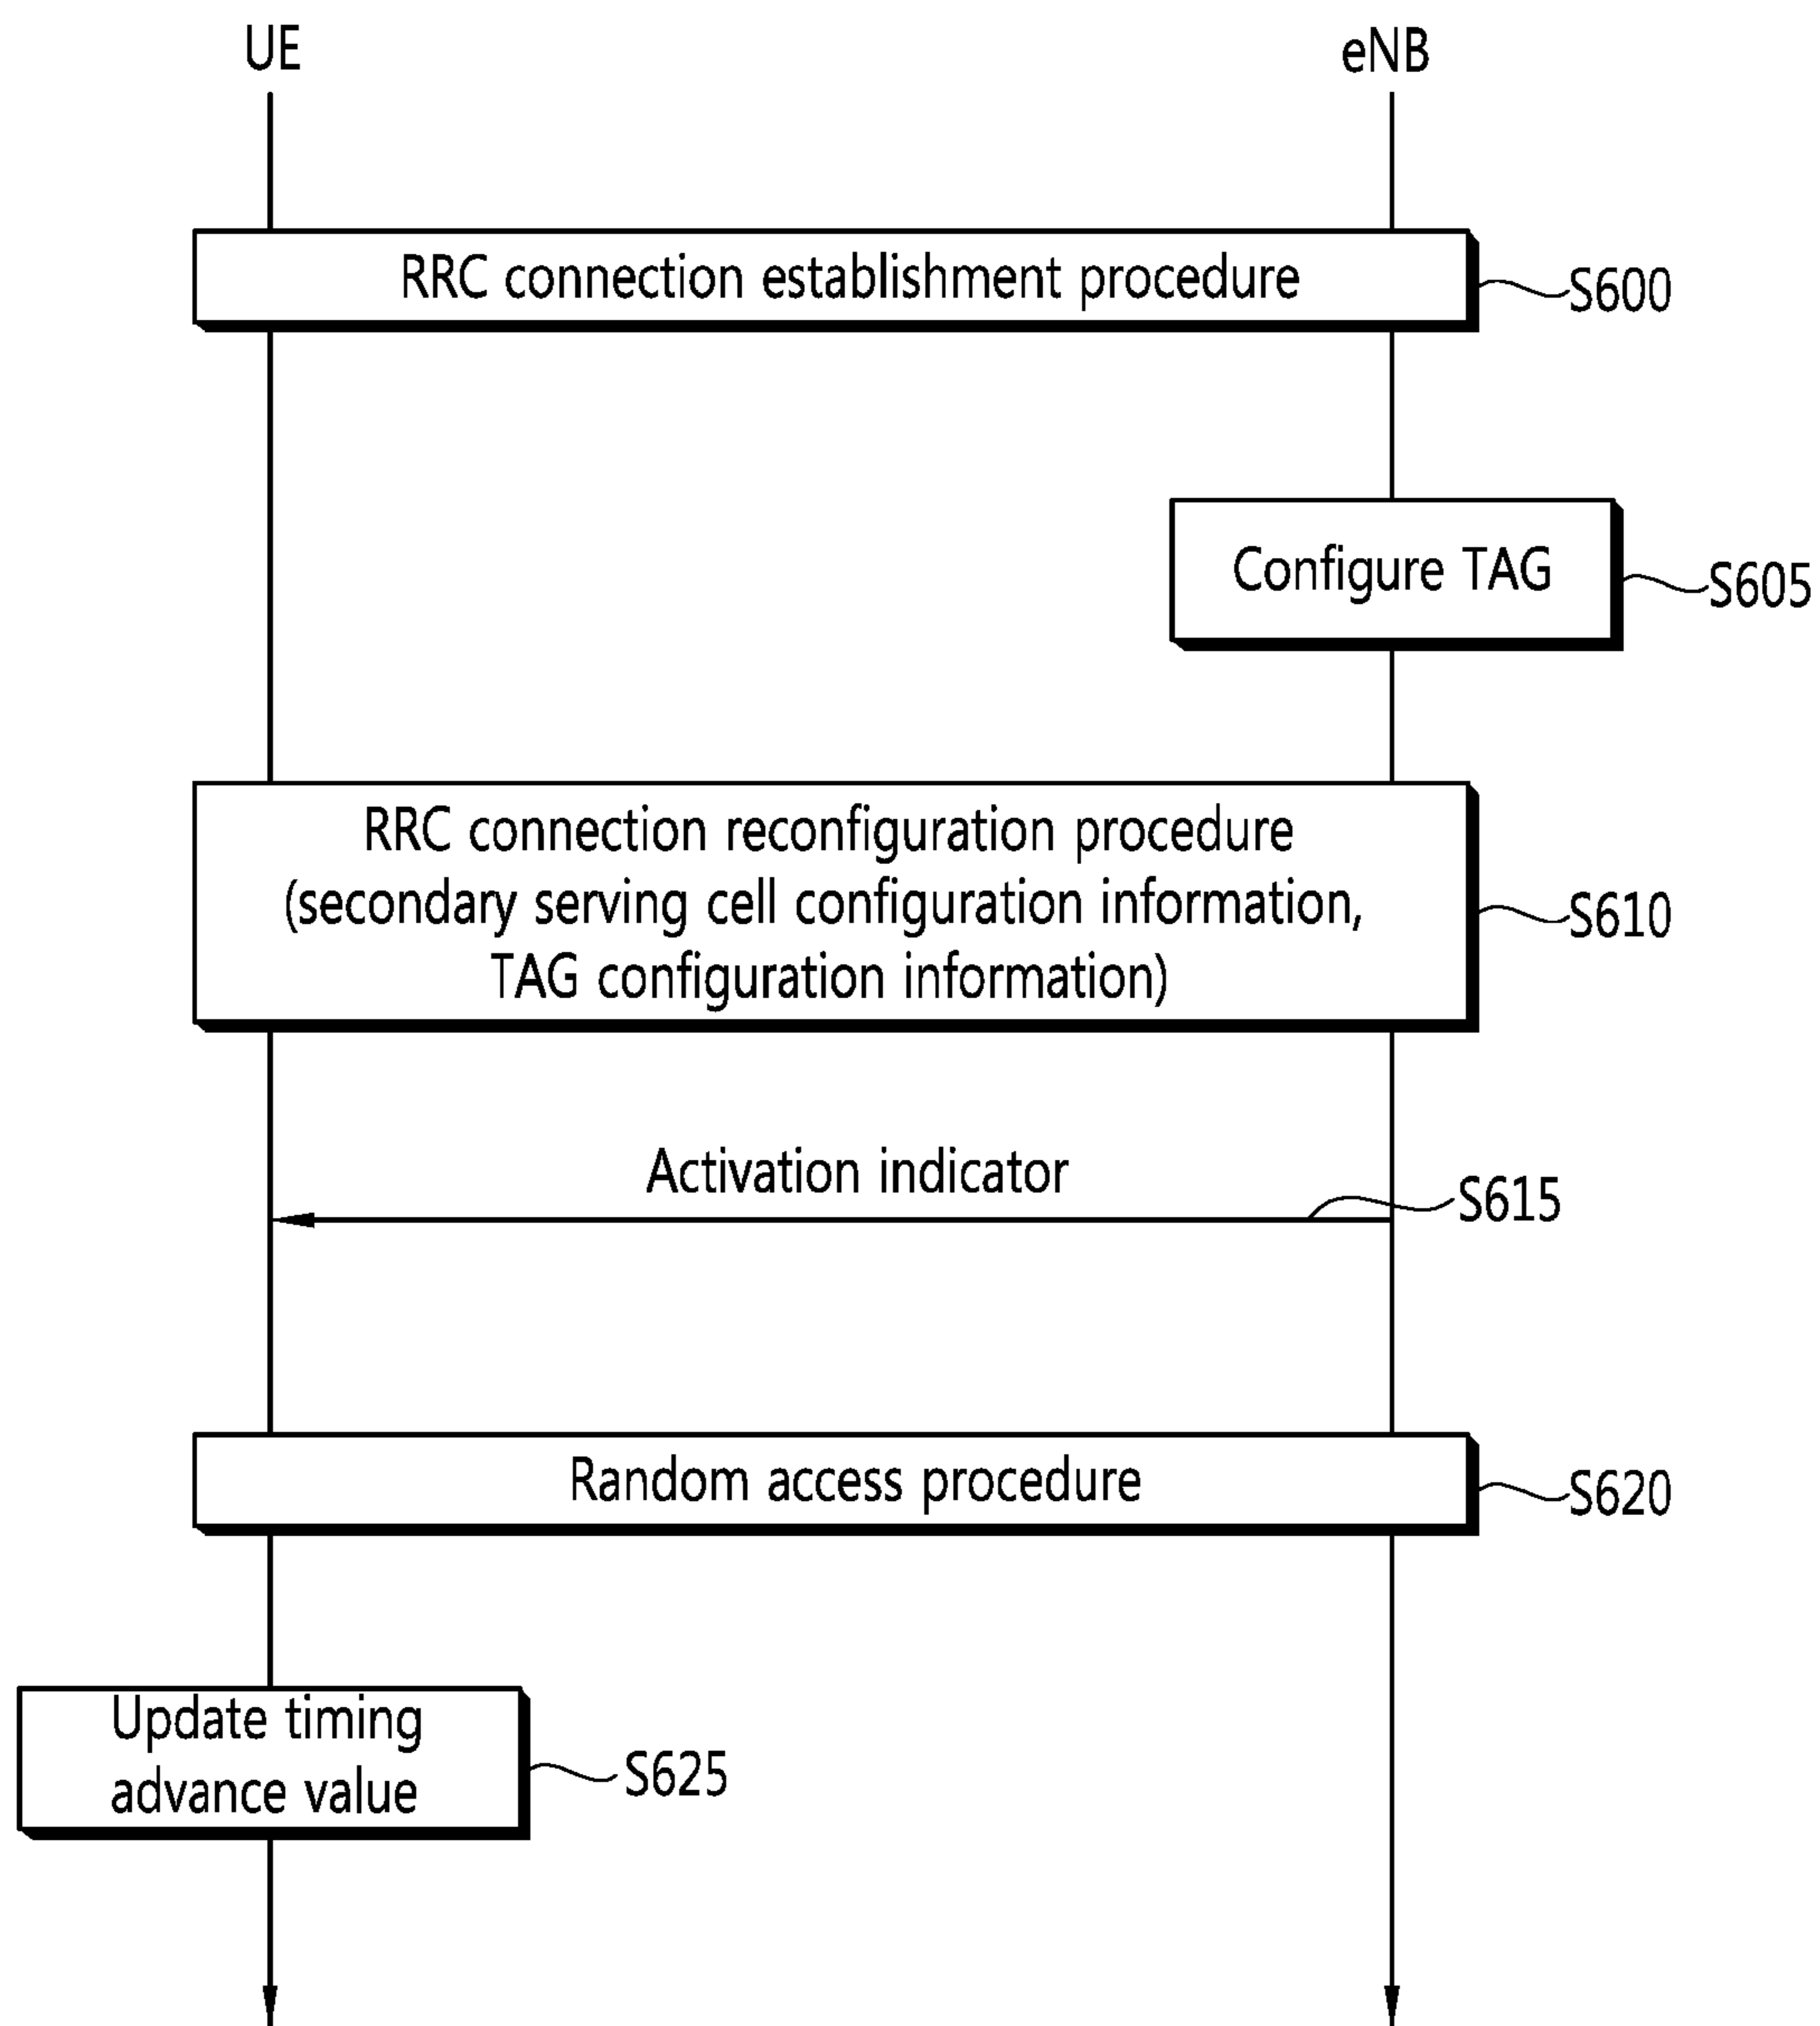 UE
eNB
RRC connection establishment procedure
S600
Configure TAG
S605
RRC connection reconfiguration procedure
(secondary serving cell configuration information,
TAG configuration information)
S610
Activation indicator
S615
Random access procedure
S620
Update timing
advance value
S625